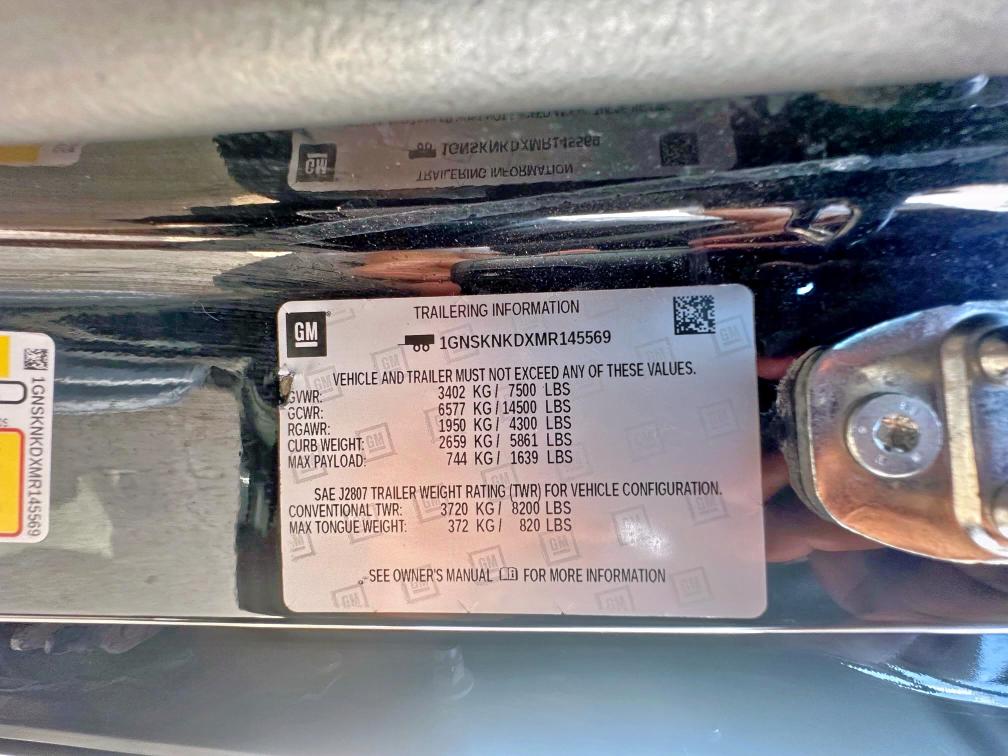 1GNSKNKDXMR145569
TRAILERING INFORMATION
GM
TRAILERING INFORMATION
1GNSKNKDXMR145569
VEHICLE AND TRAILER MUST NOT EXCEED ANY OF THESE VALUES.
GVWR: 3402 KG / 7500 LBS
GCWR: 6577 KG / 14500 LBS
RGAWR: 1950 KG / 4300 LBS
CURB WEIGHT: 2659 KG / 5861 LBS
MAX PAYLOAD: 744 KG / 1639 LBS
SAE J2807 TRAILER WEIGHT RATING (TWR) FOR VEHICLE CONFIGURATION.
CONVENTIONAL TWR: 3720 KG / 8200 LBS
MAX TONGUE WEIGHT: 372 KG / 820 LBS
SEE OWNER'S MANUAL FOR MORE INFORMATION
1GNSKNKDXMR145569